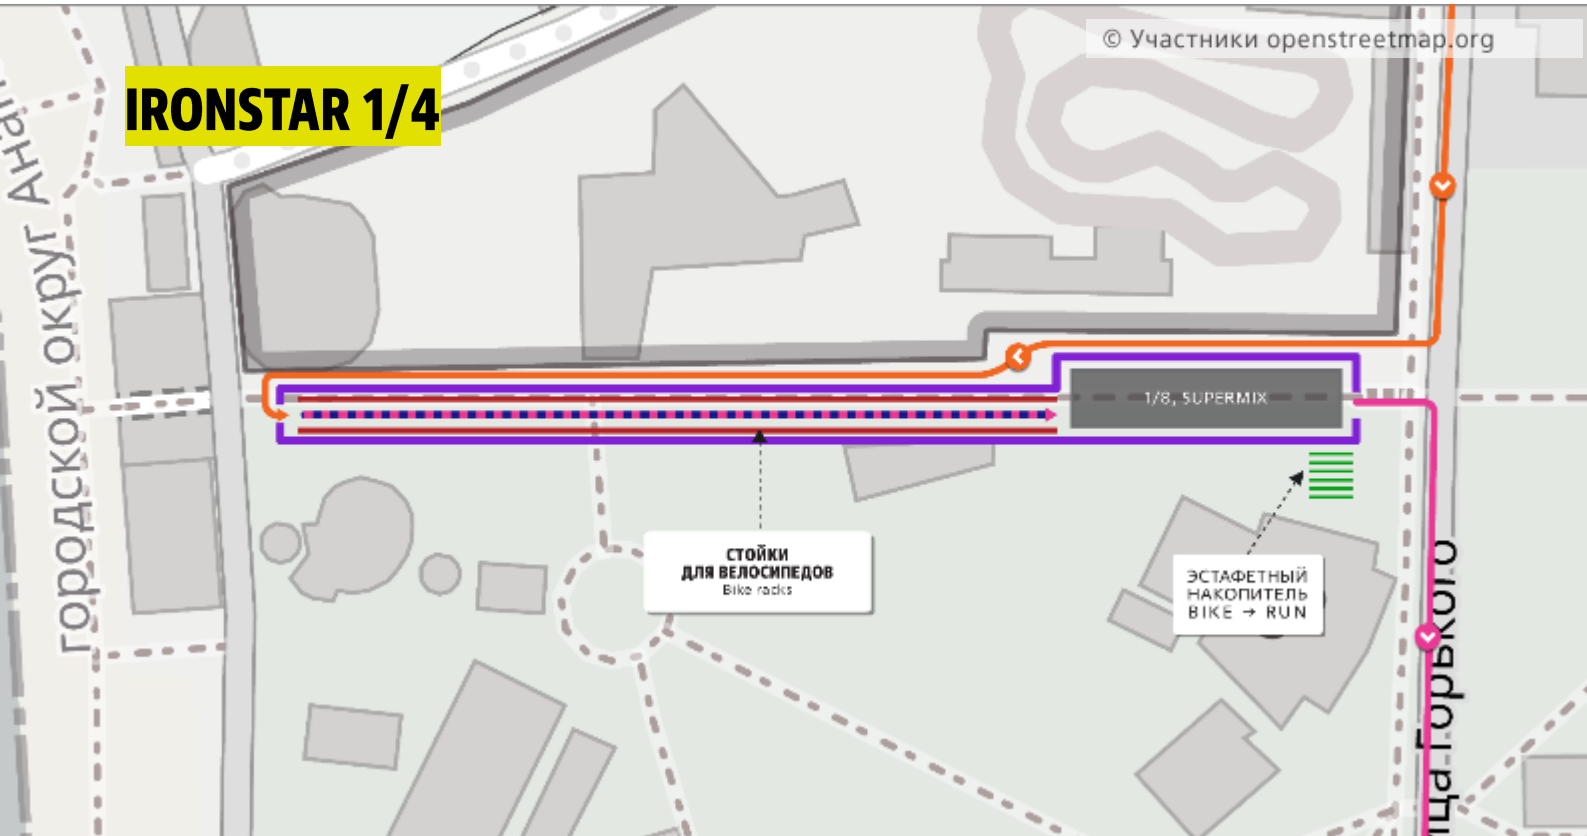 © Участники openstreetmap.org
IRONSTAR 1/4
городской округ Анап
1/8, SUPERMIX
СТОЙКИ
ДЛЯ ВЕЛОСИПЕДОВ
Bike racks
ЭСТАФЕТНЫЙ
НАКОПИТЕЛЬ
BIKE → RUN
ица Горького